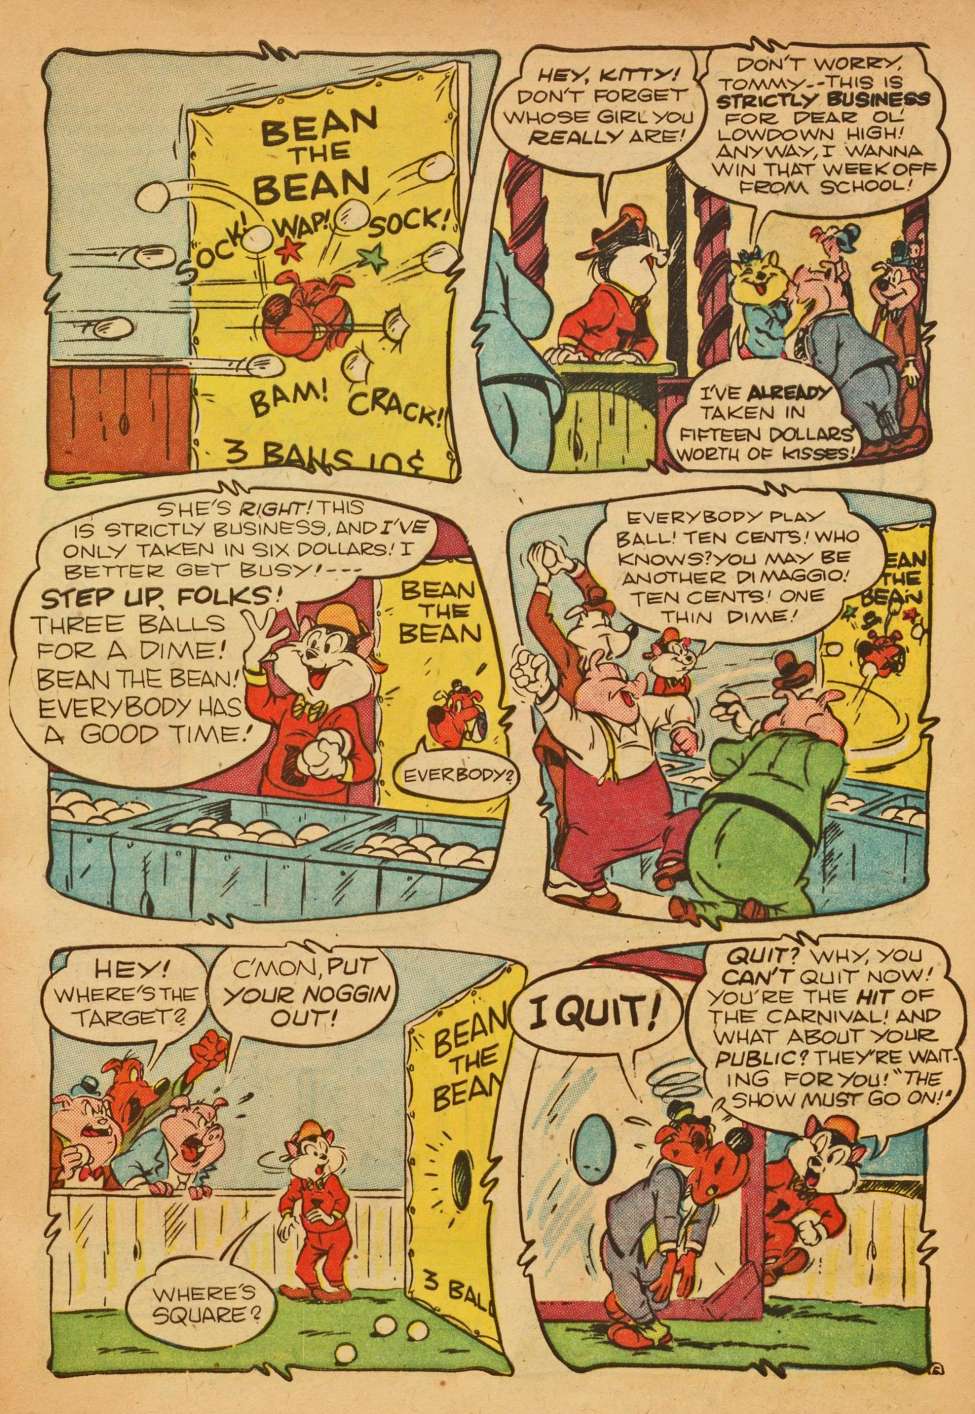 BEAN
THE
BEAN
SOCK!
WAP!
SOCK!
BAM!
CRACK!
3 BALLS 10¢
HEY, KITTY!
DON'T FORGET
WHOSE GIRL YOU
REALLY ARE!
DON'T WORRY,
TOMMY--THIS IS
STRICTLY BUSINESS
FOR DEAR OL'
LOWDOWN HIGH!
ANYWAY, I WANNA
WIN THAT WEEK OFF
FROM SCHOOL!
I'VE ALREADY
TAKEN IN
FIFTEEN DOLLARS'
WORTH OF KISSES!
SHE'S RIGHT! THIS
IS STRICTLY BUSINESS, AND I'VE
ONLY TAKEN IN SIX DOLLARS! I
BETTER GET BUSY!---
STEP UP, FOLKS!
THREE BALLS
FOR A DIME!
BEAN THE BEAN!
EVERYBODY HAS
A GOOD TIME!
BEAN
THE
BEAN
EVERBODY?
EVERYBODY PLAY
BALL! TEN CENTS! WHO
KNOWS? YOU MAY BE
ANOTHER DI MAGGIO!
TEN CENTS! ONE
THIN DIME!
EAN
THE
BEAN
HEY!
WHERE'S THE
TARGET?
C'MON, PUT
YOUR NOGGIN
OUT!
BEAN
THE
BEAN
3 BALL
WHERE'S
SQUARE?
I QUIT!
QUIT? WHY, YOU
CAN'T QUIT NOW!
YOU'RE THE HIT OF
THE CARNIVAL! AND
WHAT ABOUT YOUR
PUBLIC? THEY'RE WAIT-
ING FOR YOU! "THE
SHOW MUST GO ON!"
6